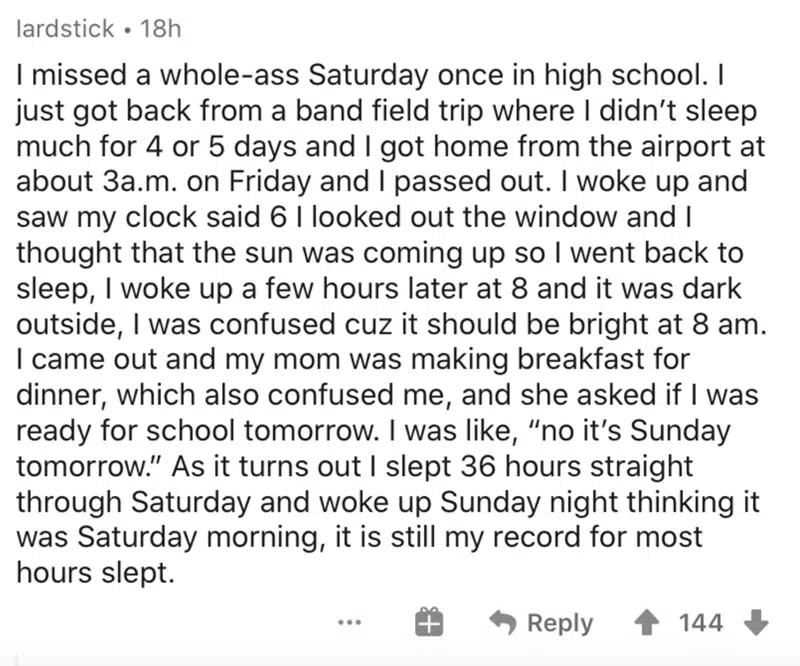 lardstick • 18h
I missed a whole-ass Saturday once in high school. I
just got back from a band field trip where I didn’t sleep
much for 4 or 5 days and I got home from the airport at
about 3a.m. on Friday and I passed out. I woke up and
saw my clock said 6 I looked out the window and I
thought that the sun was coming up so I went back to
sleep, I woke up a few hours later at 8 and it was dark
outside, I was confused cuz it should be bright at 8 am.
I came out and my mom was making breakfast for
dinner, which also confused me, and she asked if I was
ready for school tomorrow. I was like, “no it’s Sunday
tomorrow.” As it turns out I slept 36 hours straight
through Saturday and woke up Sunday night thinking it
was Saturday morning, it is still my record for most
hours slept.
Reply 144